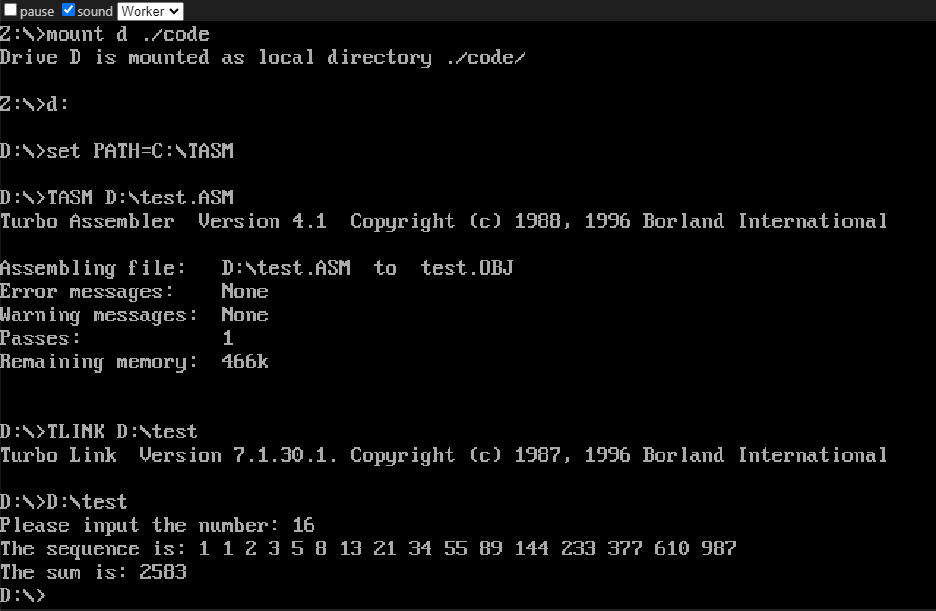 pause sound Worker
Z:\>mount d ./code
Drive D is mounted as local directory ./code/
Z:\>d:
D:\>set PATH=C:\TASM
D:\>TASM D:\test.ASM
Turbo Assembler  Version 4.1  Copyright (c) 1988, 1996 Borland International
Assembling file:   D:\test.ASM  to  test.OBJ
Error messages:    None
Warning messages:  None
Passes:            1
Remaining memory:  466k
D:\>TLINK D:\test
Turbo Link  Version 7.1.30.1. Copyright (c) 1987, 1996 Borland International
D:\>D:\test
Please input the number: 16
The sequence is: 1 1 2 3 5 8 13 21 34 55 89 144 233 377 610 987
The sum is: 2583
D:\>